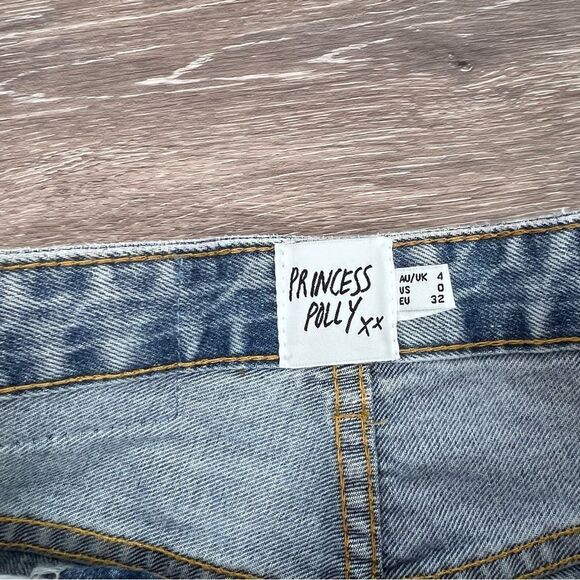 PRINCESS
POLLY xx
AU/UK 4
US 0
EU 32